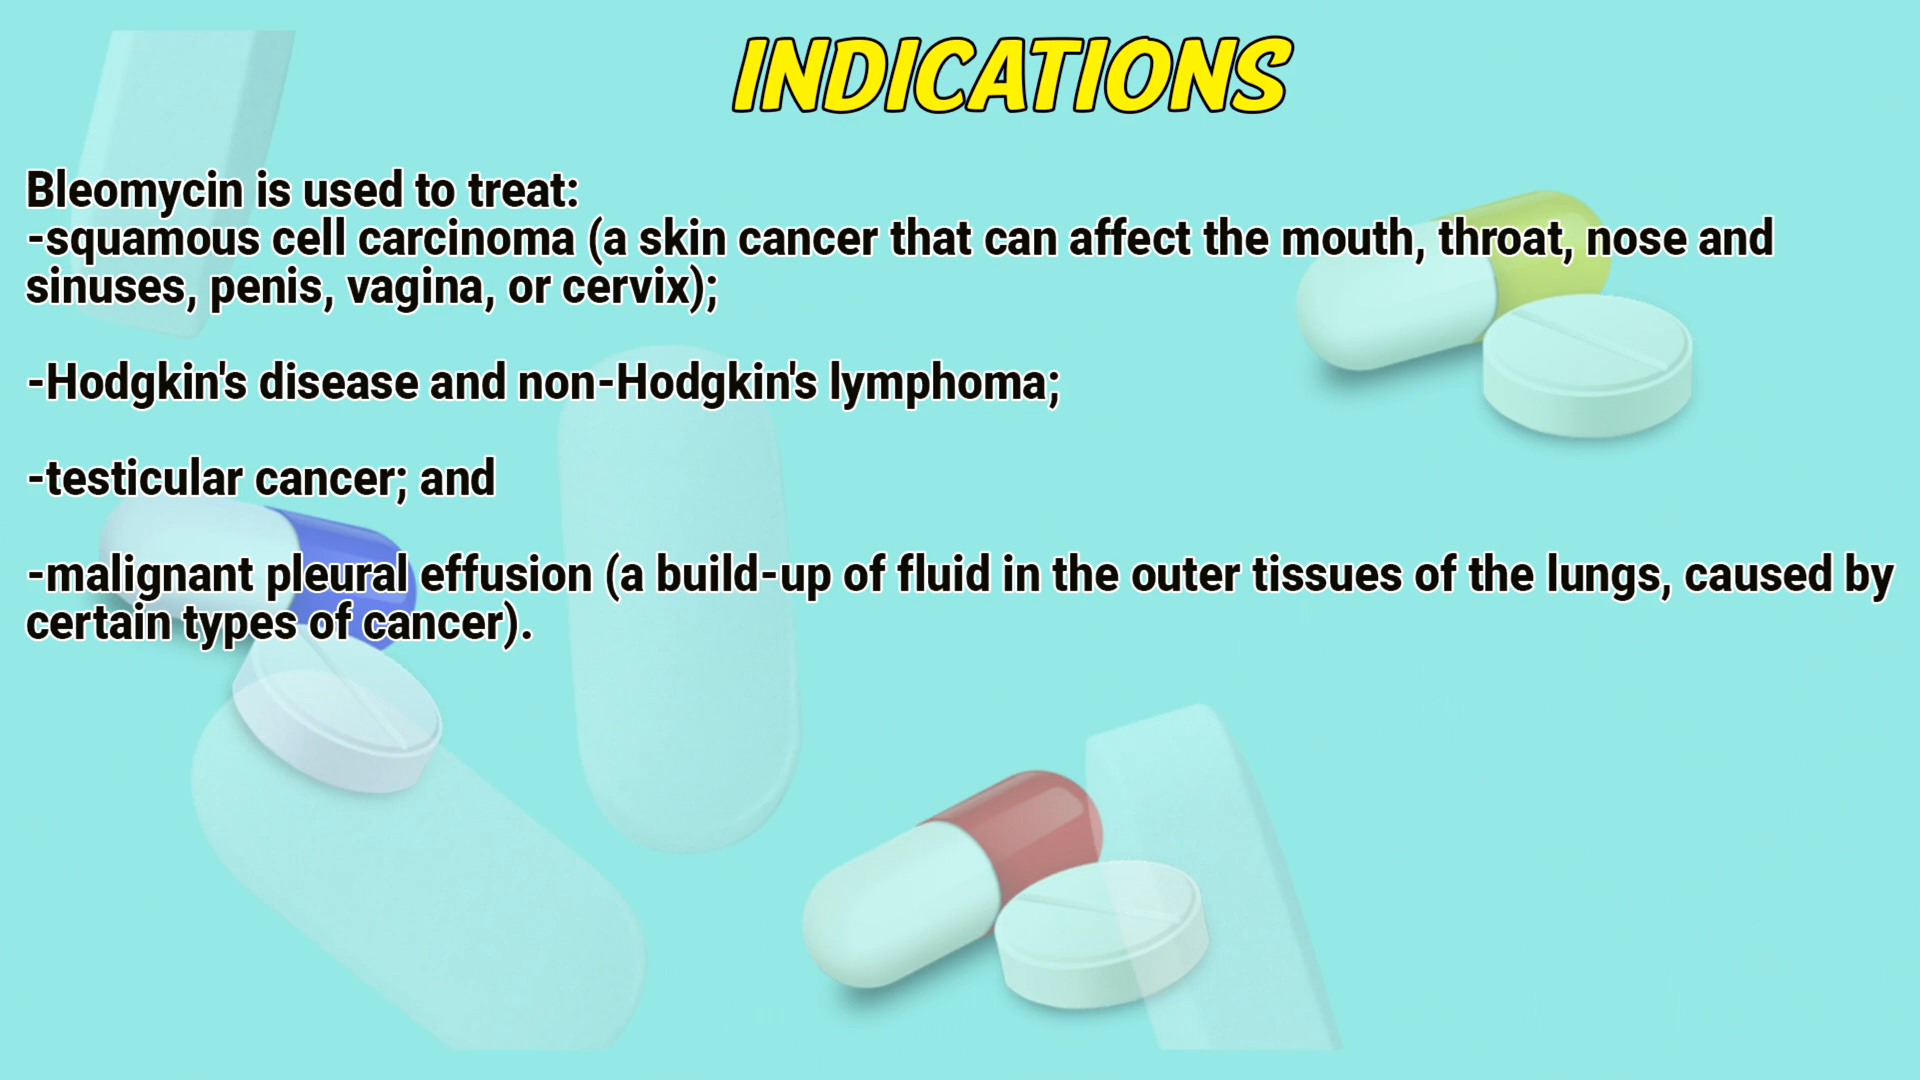 INDICATIONS
Bleomycin is used to treat:
-squamous cell carcinoma (a skin cancer that can affect the mouth, throat, nose and
sinuses, penis, vagina, or cervix);
-Hodgkin's disease and non-Hodgkin's lymphoma;
-testicular cancer; and
-malignant pleural effusion (a build-up of fluid in the outer tissues of the lungs, caused by
certain types of cancer).